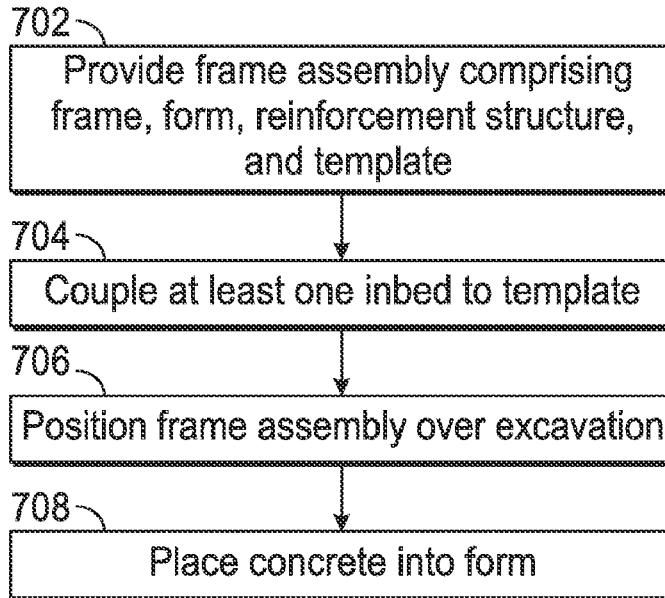 702
Provide frame assembly comprising
frame, form, reinforcement structure,
and template
704
Couple at least one inbed to template
706
Position frame assembly over excavation
708
Place concrete into form